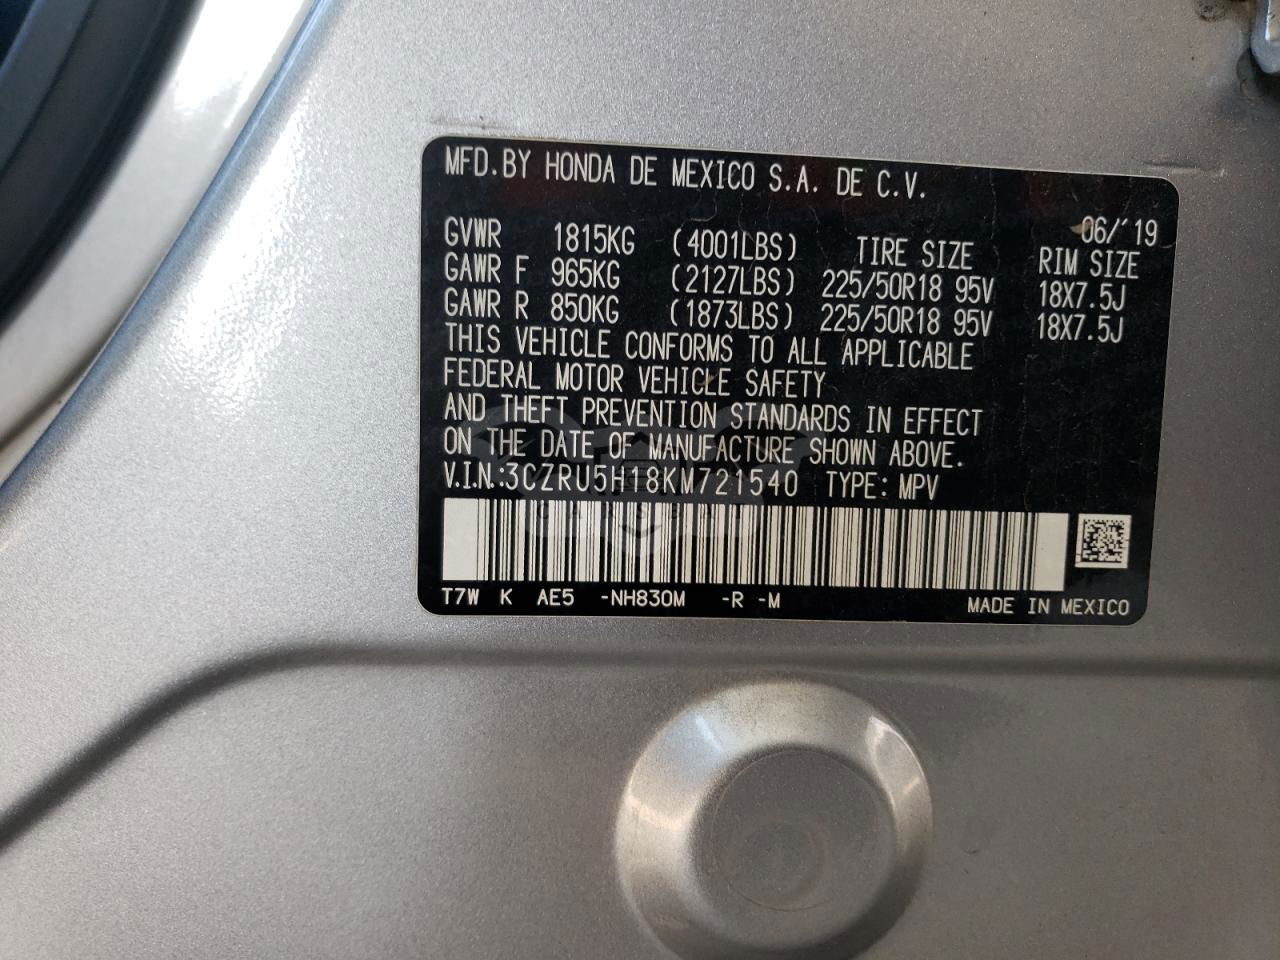 MFD.BY HONDA DE MEXICO S.A. DE C.V.
06/'19
GVWR 1815KG (4001LBS) TIRE SIZE RIM SIZE
GAWR F 965KG (2127LBS) 225/50R18 95V 18X7.5J
GAWR R 850KG (1873LBS) 225/50R18 95V 18X7.5J
THIS VEHICLE CONFORMS TO ALL APPLICABLE
FEDERAL MOTOR VEHICLE SAFETY
AND THEFT PREVENTION STANDARDS IN EFFECT
ON THE DATE OF MANUFACTURE SHOWN ABOVE.
V.I.N.:3CZRU5H18KM721540 TYPE: MPV
T7W K AE5 -NH830M -R -M MADE IN MEXICO